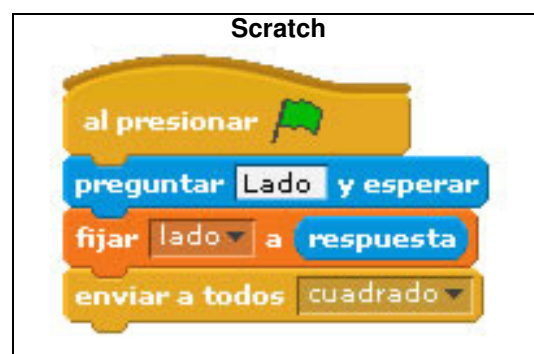 Scratch
al presionar
preguntar Lado y esperar
fijar lado a respuesta
enviar a todos cuadrado